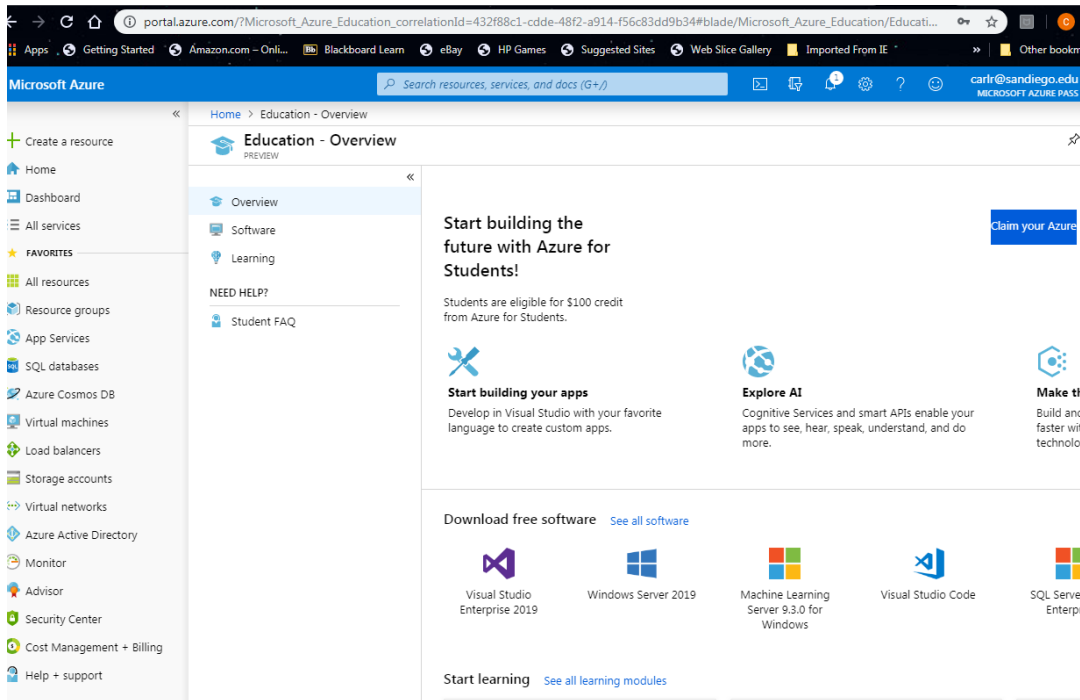 portal.azure.com/?Microsoft_Azure_Education_correlationId=432f88c1-cdde-48f2-a914-f56c83dd9b34#blade/Microsoft_Azure_Education/Educati...
Apps
Getting Started
Amazon.com – Onli...
Bb
Blackboard Learn
eBay
HP Games
Suggested Sites
Web Slice Gallery
Imported From IE
»
Other bookm
C
Microsoft Azure
Search resources, services, and docs (G+/)
1
carlr@sandiego.edu
MICROSOFT AZURE PASS
«
Create a resource
Home
Dashboard
All services
FAVORITES
All resources
Resource groups
App Services
SQL databases
Azure Cosmos DB
Virtual machines
Load balancers
Storage accounts
Virtual networks
Azure Active Directory
Monitor
Advisor
Security Center
Cost Management + Billing
Help + support
Home > Education - Overview
Education - Overview
PREVIEW
«
Overview
Software
Learning
NEED HELP?
Student FAQ
Start building the
future with Azure for
Students!
Claim your Azure
Students are eligible for $100 credit
from Azure for Students.
Start building your apps
Develop in Visual Studio with your favorite
language to create custom apps.
Explore AI
Cognitive Services and smart APIs enable your
apps to see, hear, speak, understand, and do
more.
Make th
Build and
faster wit
technolo
Download free software See all software
Visual Studio
Enterprise 2019
Windows Server 2019
Machine Learning
Server 9.3.0 for
Windows
Visual Studio Code
SQL Serve
Enterp
Start learning See all learning modules